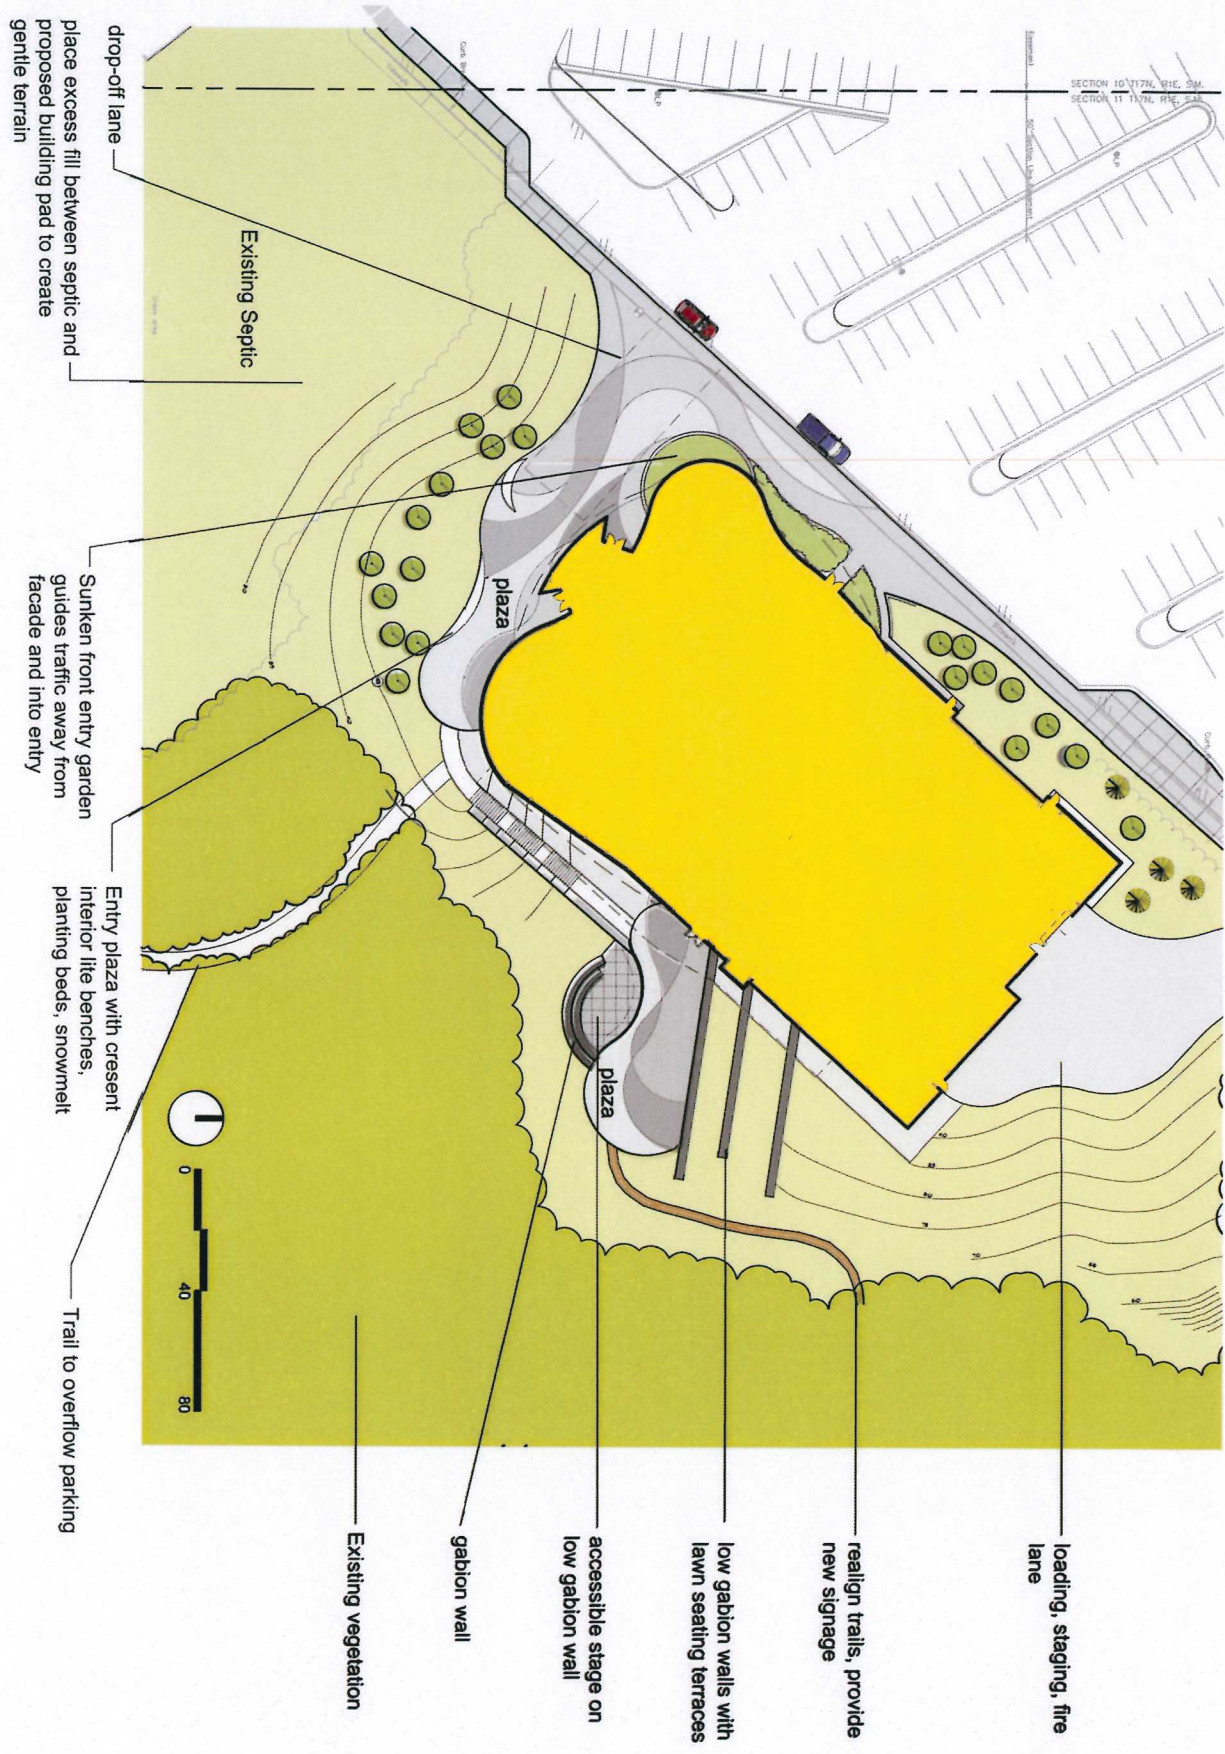 place excess fill between septic and
proposed building pad to create
gentle terrain
drop-off lane
Existing Septic
SECTION 10 T17N, R1E, S.M.
SECTION 11 T17N, R1E, S.M.
Easement
plaza
plaza
Sunken front entry garden
guides traffic away from
facade and into entry
Entry plaza with cresent
interior lite benches,
planting beds, snowmelt
Trail to overflow parking
0
40
80
loading, staging, fire
lane
realign trails, provide
new signage
low gabion walls with
lawn seating terraces
accessible stage on
low gabion wall
gabion wall
Existing vegetation